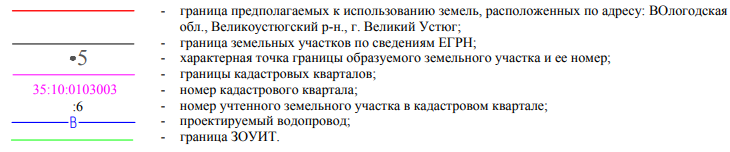 - граница предполагаемых к использованию земель, расположенных по адресу: ВОлогодская
обл., Великоустюгский р-н., г. Великий Устюг;
- граница земельных участков по сведениям ЕГРН;
•5 - характерная точка границы образуемого земельного участка и ее номер;
- границы кадастровых кварталов;
35:10:0103003 - номер кадастрового квартала;
:6 - номер учтенного земельного участка в кадастровом квартале;
В - проектируемый водопровод;
- граница ЗОУИТ.